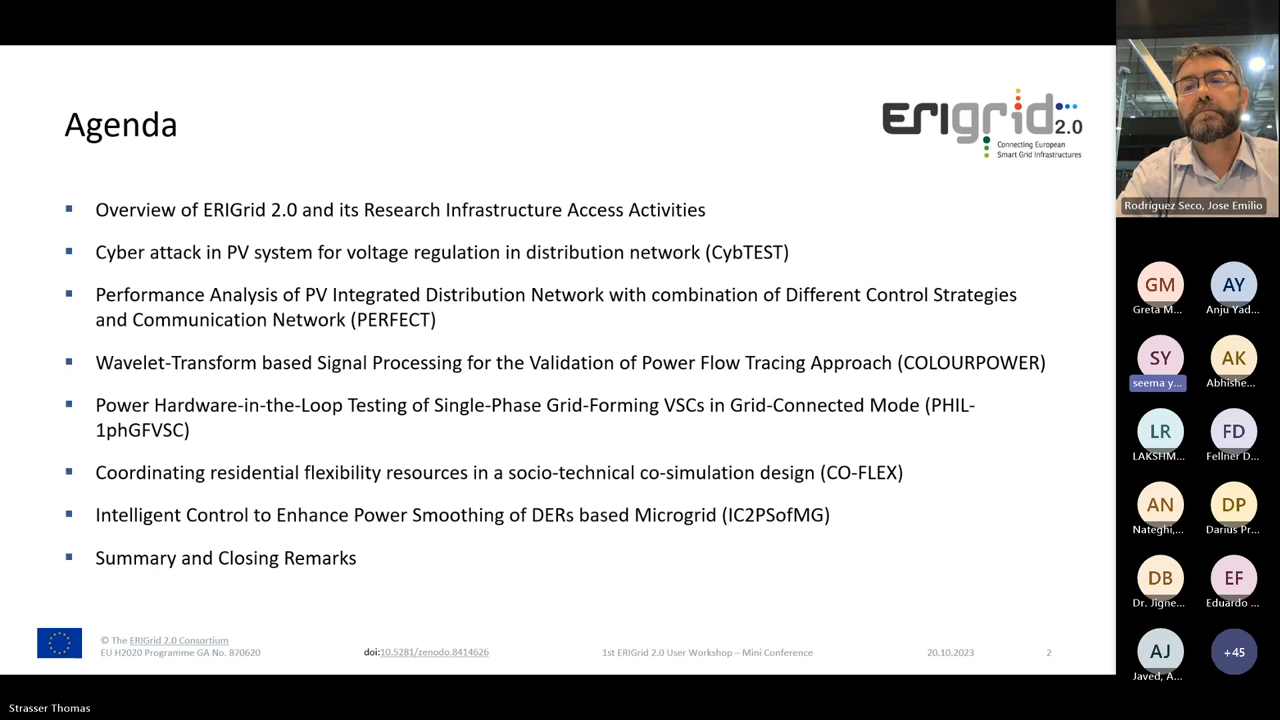 Agenda
ERIgrid 2.0
Connecting European
Smart Grid Infrastructures
Overview of ERIGrid 2.0 and its Research Infrastructure Access Activities
Cyber attack in PV system for voltage regulation in distribution network (CybTEST)
Performance Analysis of PV Integrated Distribution Network with combination of Different Control Strategies
and Communication Network (PERFECT)
Wavelet-Transform based Signal Processing for the Validation of Power Flow Tracing Approach (COLOURPOWER)
Power Hardware-in-the-Loop Testing of Single-Phase Grid-Forming VSCs in Grid-Connected Mode (PHIL-
1phGFVSC)
Coordinating residential flexibility resources in a socio-technical co-simulation design (CO-FLEX)
Intelligent Control to Enhance Power Smoothing of DERs based Microgrid (IC2PSofMG)
Summary and Closing Remarks
© The ERIGrid 2.0 Consortium
EU H2020 Programme GA No. 870620
doi:10.5281/zenodo.8414626
1st ERIGrid 2.0 User Workshop – Mini Conference
20.10.2023
2
Rodríguez Seco, Jose Emilio
GM
AY
Greta M...
Anju Yad...
SY
AK
seema y...
Abhishe...
LR
FD
LAKSHM...
Fellner D...
AN
DP
Nateghi,...
Darius Pr...
DB
EF
Dr. Jigne...
Eduardo ...
AJ
+45
Javed, A...
Strasser Thomas